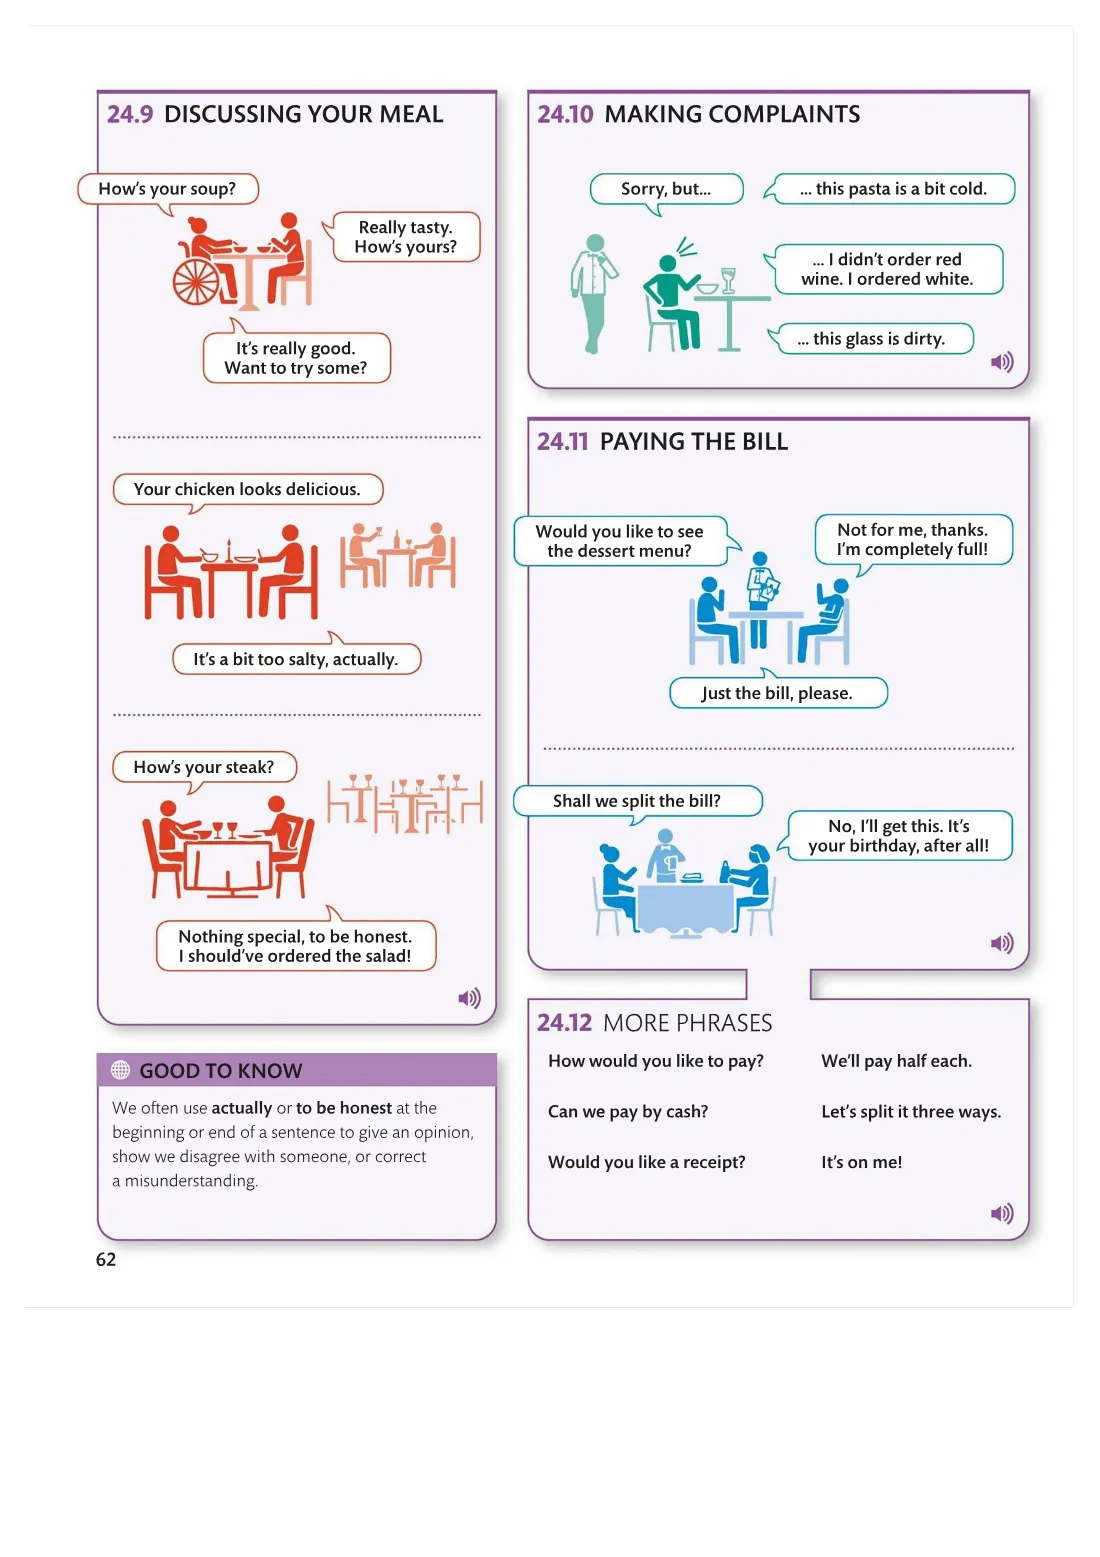 24.9 DISCUSSING YOUR MEAL
How's your soup?
Really tasty.
How's yours?
It's really good.
Want to try some?
Your chicken looks delicious.
It's a bit too salty, actually.
How's your steak?
Nothing special, to be honest.
I should've ordered the salad!
GOOD TO KNOW
We often use actually or to be honest at the
beginning or end of a sentence to give an opinion,
show we disagree with someone, or correct
a misunderstanding.
24.10 MAKING COMPLAINTS
Sorry, but...
... this pasta is a bit cold.
... I didn't order red
wine. I ordered white.
... this glass is dirty.
24.11 PAYING THE BILL
Would you like to see
the dessert menu?
Not for me, thanks.
I'm completely full!
Just the bill, please.
Shall we split the bill?
No, I'll get this. It's
your birthday, after all!
24.12 MORE PHRASES
How would you like to pay?
We'll pay half each.
Can we pay by cash?
Let's split it three ways.
Would you like a receipt?
It's on me!
62